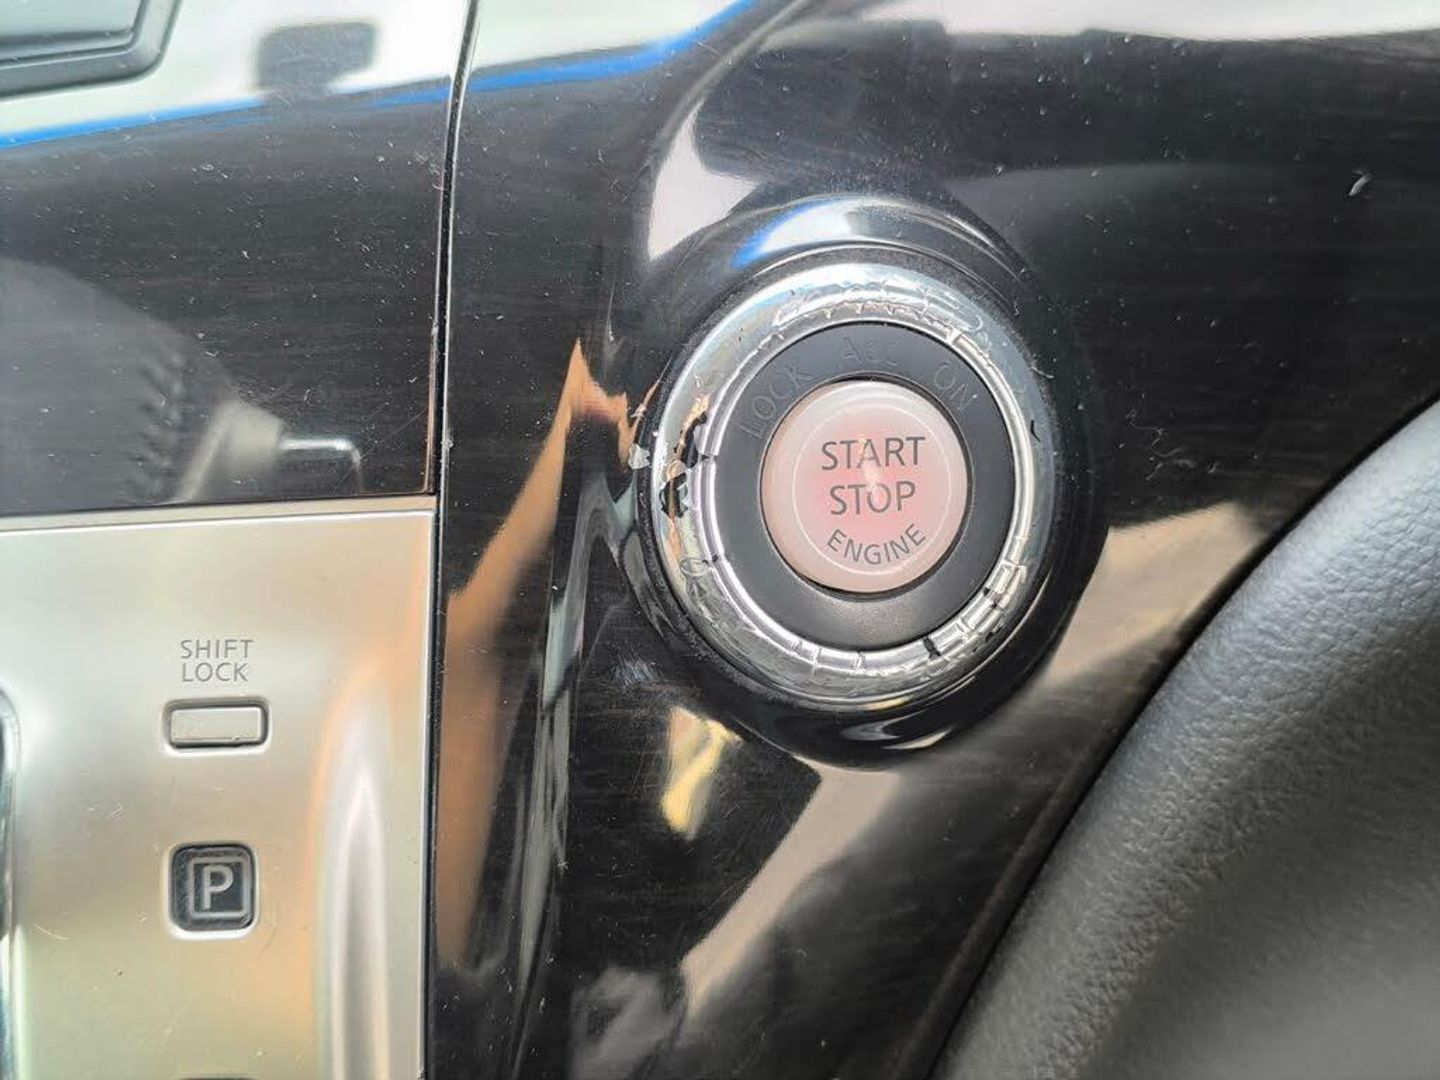 LOCK ACC ON
START
STOP
ENGINE
SHIFT
LOCK
P